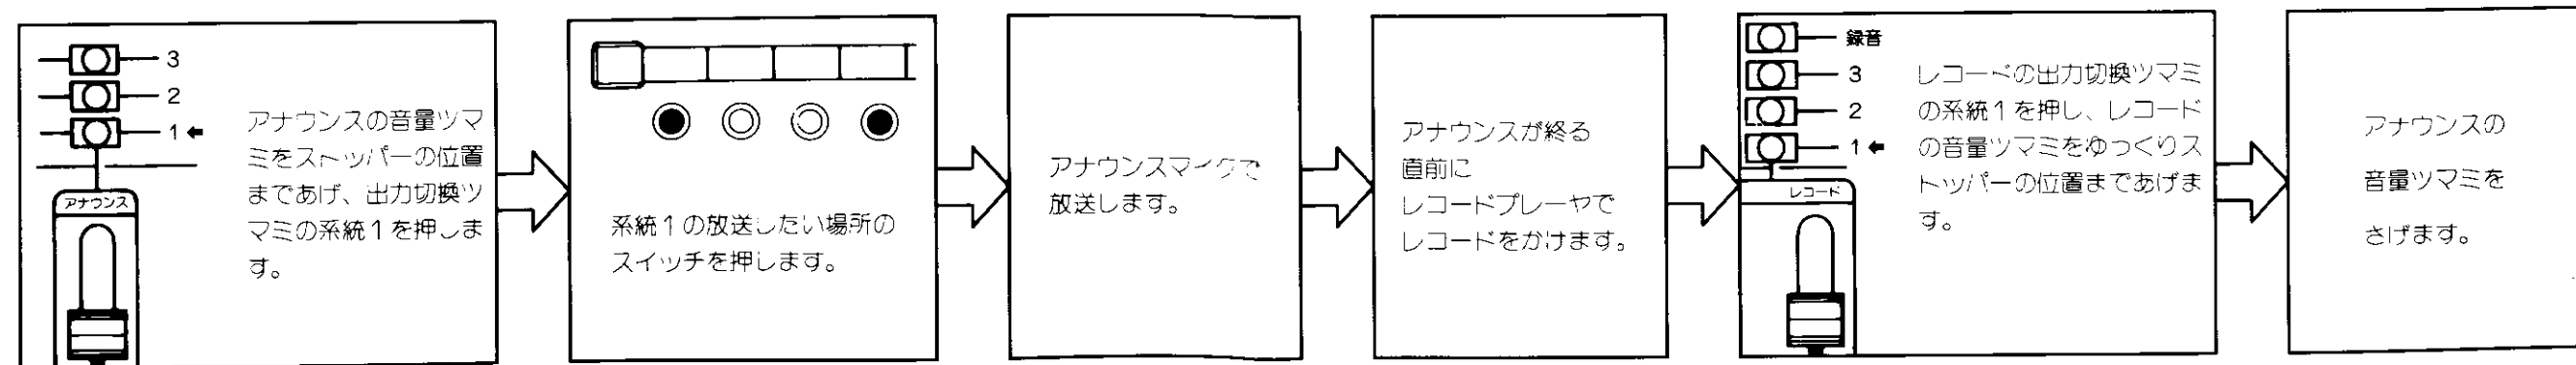 3
2
1
アナウンス
アナウンスの音量ツマ
ミをストッパーの位置
まであげ、出力切換ツ
マミの系統1を押しま
す。
系統1の放送したい場所の
スイッチを押します。
アナウンスマイクで
放送します。
アナウンスが終る
直前に
レコードプレーヤで
レコードをかけます。
録音
3
2
1
レコード
レコードの出力切換ツマミ
の系統1を押し、レコード
の音量ツマミをゆっくりス
トッパーの位置まであげま
す。
アナウンスの
音量ツマミを
さげます。